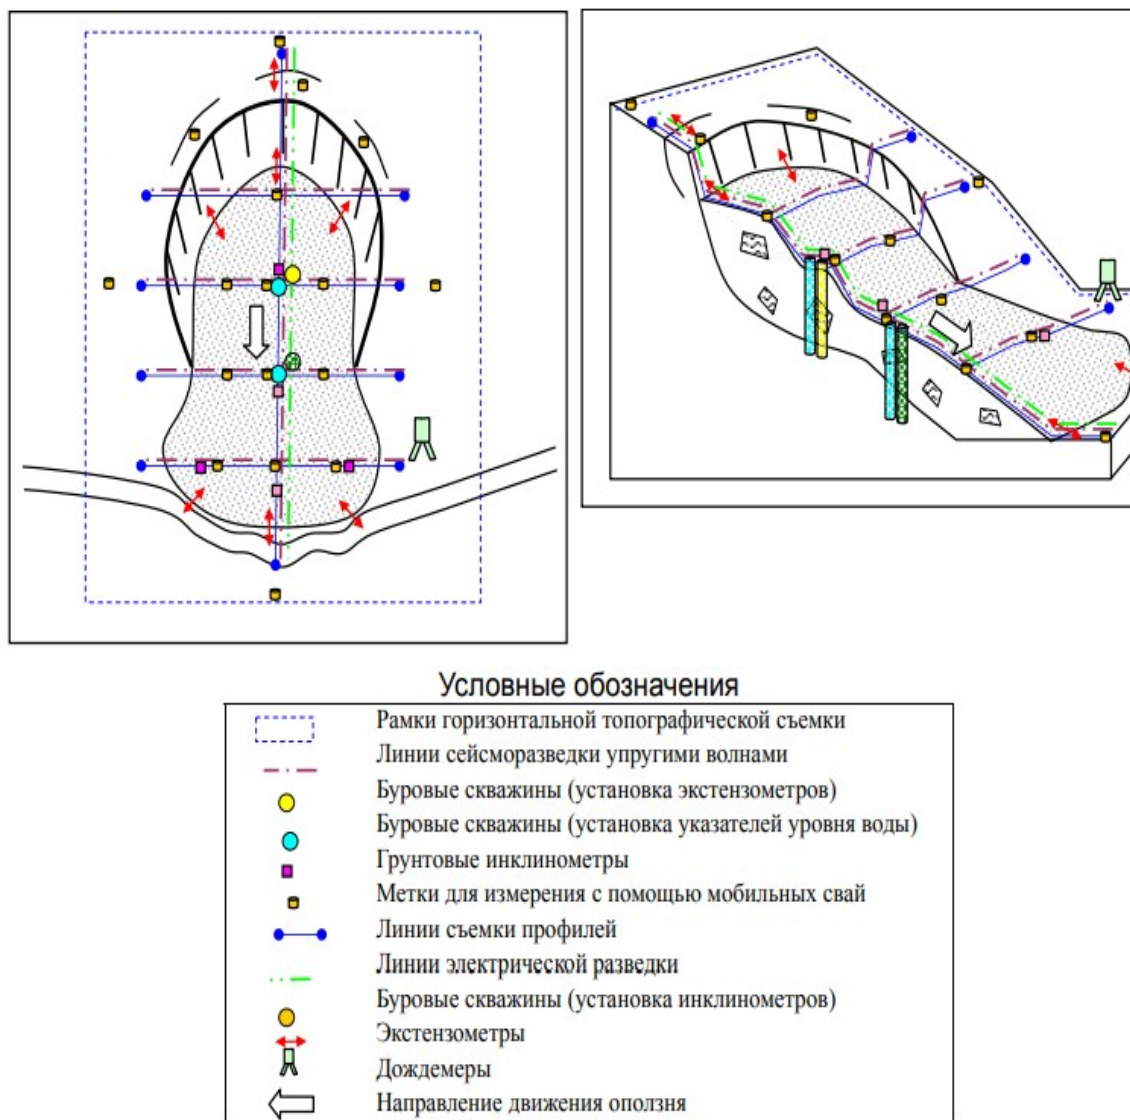 Условные обозначения
Рамки горизонтальной топографической съемки
Линии сейсморазведки упругими волнами
Буровые скважины (установка экстензометров)
Буровые скважины (установка указателей уровня воды)
Грунтовые инклинометры
Метки для измерения с помощью мобильных свай
Линии съемки профилей
Линии электрической разведки
Буровые скважины (установка инклинометров)
Экстензометры
Дождемеры
Направление движения оползня